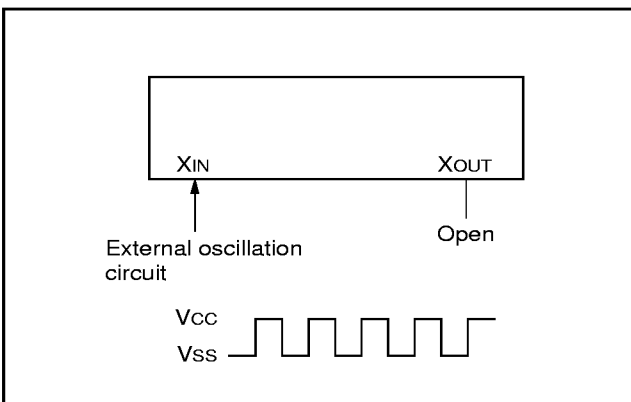 XIN XOUT
External oscillation
circuit
Open
VCC
VSS